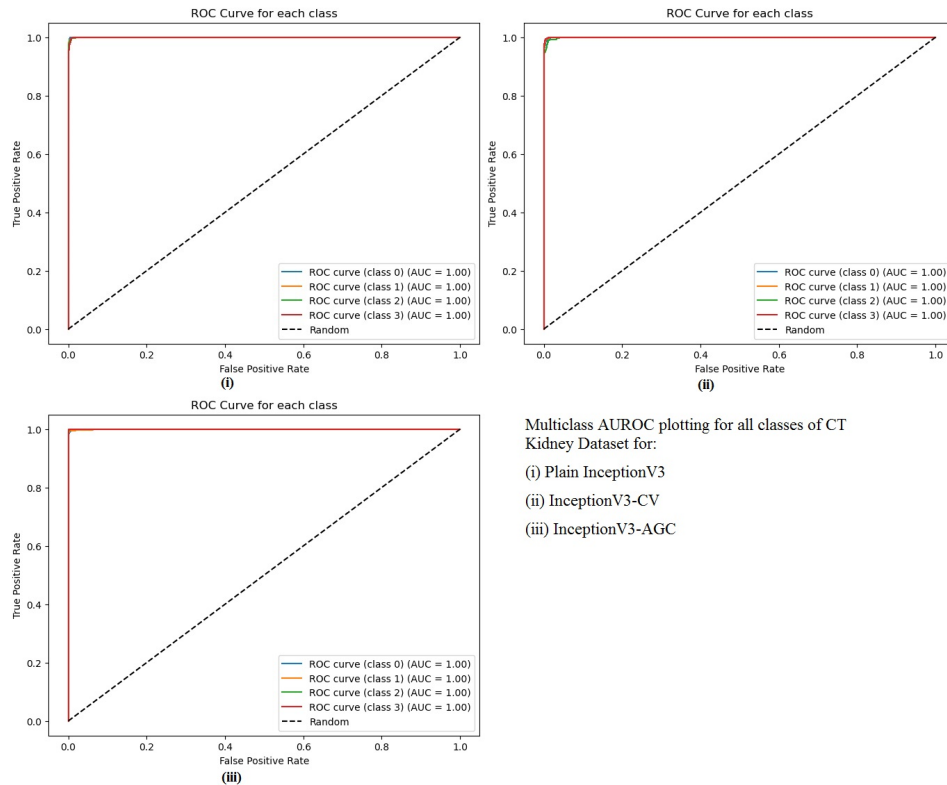 ROC Curve for each class
1.0
0.8
0.6
0.4
0.2
0.0
True Positive Rate
ROC curve (class 0) (AUC = 1.00)
ROC curve (class 1) (AUC = 1.00)
ROC curve (class 2) (AUC = 1.00)
ROC curve (class 3) (AUC = 1.00)
Random
0.0 0.2 0.4 0.6 0.8 1.0
False Positive Rate
(i)
ROC Curve for each class
1.0
0.8
0.6
0.4
0.2
0.0
True Positive Rate
ROC curve (class 0) (AUC = 1.00)
ROC curve (class 1) (AUC = 1.00)
ROC curve (class 2) (AUC = 1.00)
ROC curve (class 3) (AUC = 1.00)
Random
0.0 0.2 0.4 0.6 0.8 1.0
False Positive Rate
(ii)
ROC Curve for each class
1.0
0.8
0.6
0.4
0.2
0.0
True Positive Rate
ROC curve (class 0) (AUC = 1.00)
ROC curve (class 1) (AUC = 1.00)
ROC curve (class 2) (AUC = 1.00)
ROC curve (class 3) (AUC = 1.00)
Random
0.0 0.2 0.4 0.6 0.8 1.0
False Positive Rate
(iii)
Multiclass AUROC plotting for all classes of CT
Kidney Dataset for:
(i) Plain InceptionV3
(ii) InceptionV3-CV
(iii) InceptionV3-AGC